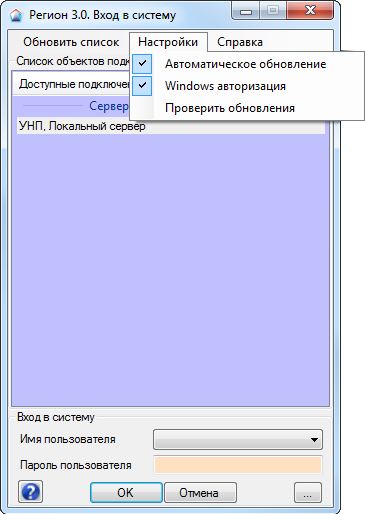 Регион 3.0. Вход в систему
Обновить список Настройки Справка
Список объектов подк
Автоматическое обновление
Доступные подключен
Windows авторизация
Сервер
Проверить обновления
УНП, Локальный сервер
Вход в систему
Имя пользователя
Пароль пользователя
? OK Отмена ...